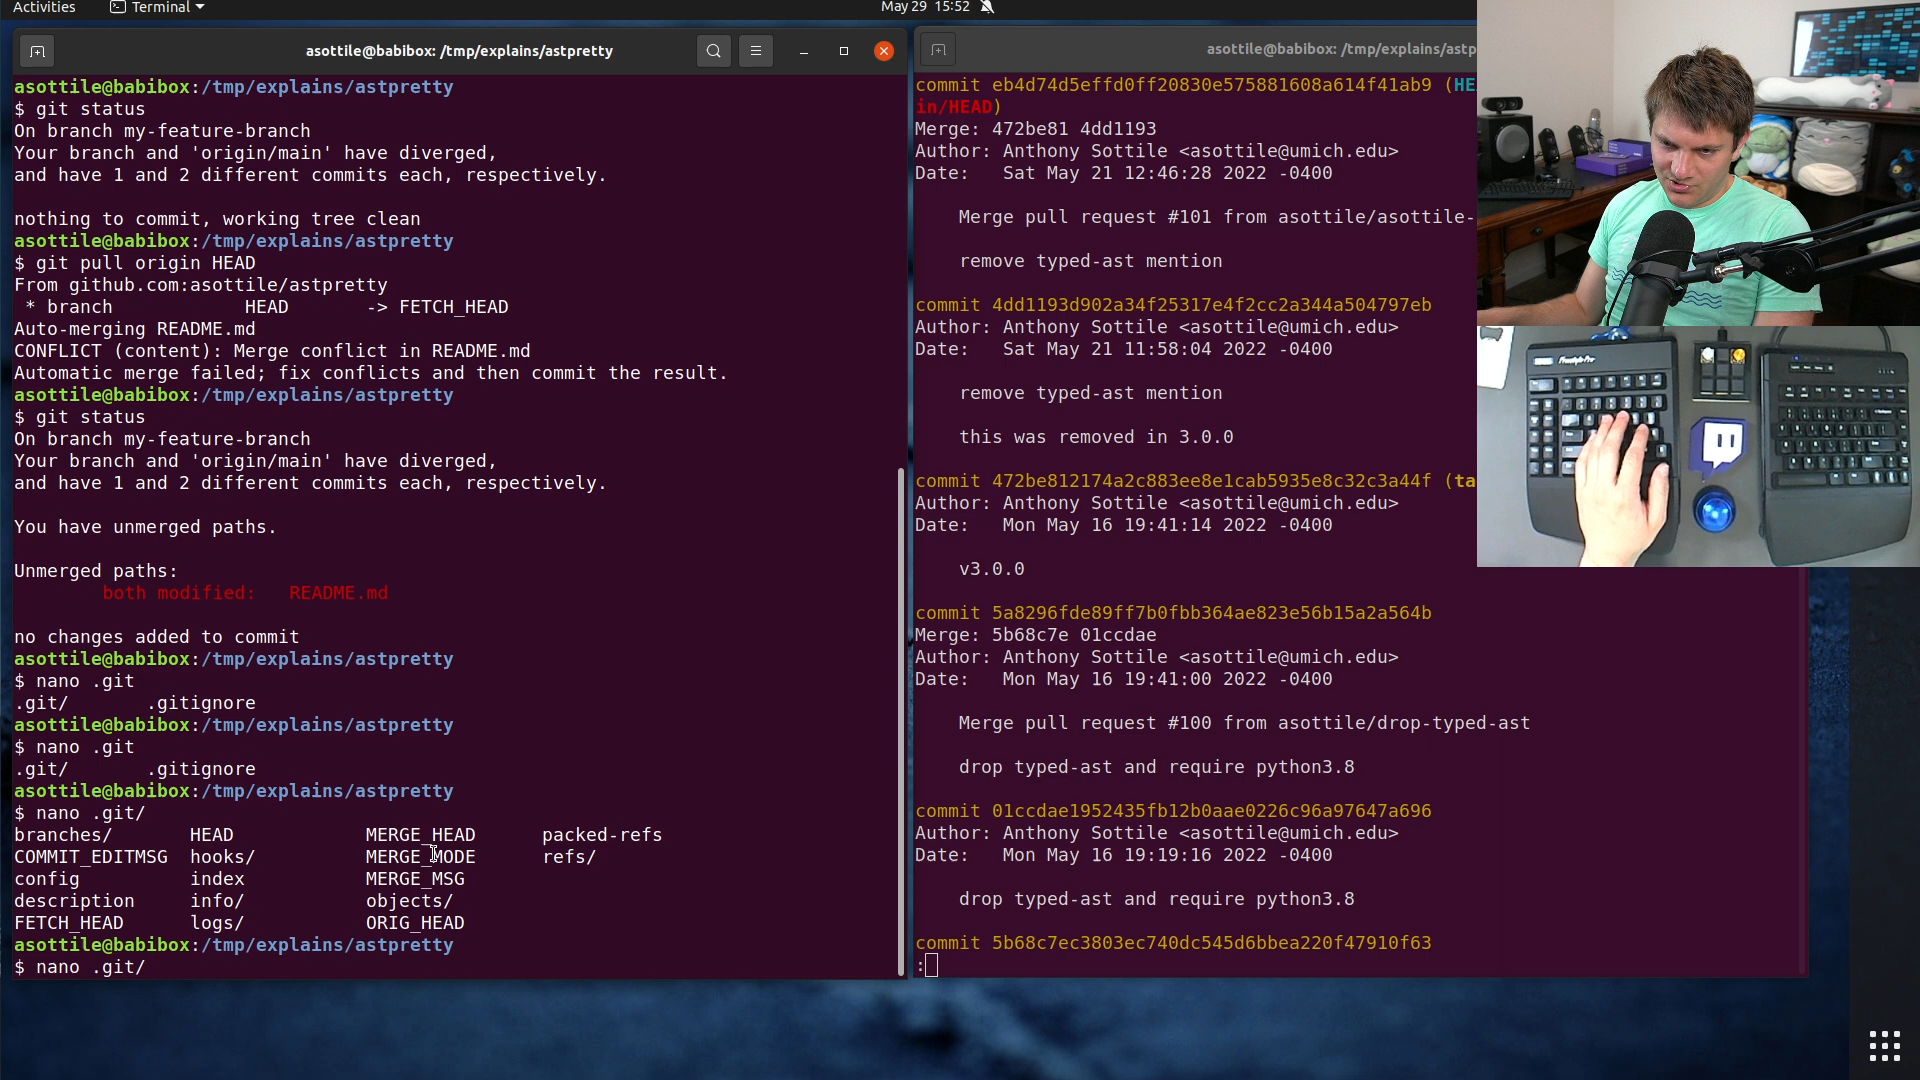 Activities
Terminal
May 29 15:52
asottile@babibox: /tmp/explains/astpretty
asottile@babibox:/tmp/explains/astpretty
$ git status
On branch my-feature-branch
Your branch and 'origin/main' have diverged,
and have 1 and 2 different commits each, respectively.
nothing to commit, working tree clean
asottile@babibox:/tmp/explains/astpretty
$ git pull origin HEAD
From github.com:asottile/astpretty
* branch            HEAD       -> FETCH_HEAD
Auto-merging README.md
CONFLICT (content): Merge conflict in README.md
Automatic merge failed; fix conflicts and then commit the result.
asottile@babibox:/tmp/explains/astpretty
$ git status
On branch my-feature-branch
Your branch and 'origin/main' have diverged,
and have 1 and 2 different commits each, respectively.
You have unmerged paths.
Unmerged paths:
both modified:   README.md
no changes added to commit
asottile@babibox:/tmp/explains/astpretty
$ nano .git
.git/       .gitignore
asottile@babibox:/tmp/explains/astpretty
$ nano .git
.git/       .gitignore
asottile@babibox:/tmp/explains/astpretty
$ nano .git/
branches/       HEAD            MERGE_HEAD      packed-refs
COMMIT_EDITMSG  hooks/          MERGE_MODE      refs/
config          index           MERGE_MSG
description     info/           objects/
FETCH_HEAD      logs/           ORIG_HEAD
asottile@babibox:/tmp/explains/astpretty
$ nano .git/
asottile@babibox: /tmp/explains/astp
commit eb4d74d5effd0ff20830e575881608a614f41ab9 (HE
in/HEAD)
Merge: 472be81 4dd1193
Author: Anthony Sottile <asottile@umich.edu>
Date:   Sat May 21 12:46:28 2022 -0400
Merge pull request #101 from asottile/asottile-
remove typed-ast mention
commit 4dd1193d902a34f25317e4f2cc2a344a504797eb
Author: Anthony Sottile <asottile@umich.edu>
Date:   Sat May 21 11:58:04 2022 -0400
remove typed-ast mention
this was removed in 3.0.0
commit 472be812174a2c883ee8e1cab5935e8c32c3a44f (ta
Author: Anthony Sottile <asottile@umich.edu>
Date:   Mon May 16 19:41:14 2022 -0400
v3.0.0
commit 5a8296fde89ff7b0fbb364ae823e56b15a2a564b
Merge: 5b68c7e 01ccdae
Author: Anthony Sottile <asottile@umich.edu>
Date:   Mon May 16 19:41:00 2022 -0400
Merge pull request #100 from asottile/drop-typed-ast
drop typed-ast and require python3.8
commit 01ccdae1952435fb12b0aae0226c96a97647a696
Author: Anthony Sottile <asottile@umich.edu>
Date:   Mon May 16 19:19:16 2022 -0400
drop typed-ast and require python3.8
commit 5b68c7ec3803ec740dc545d6bbea220f47910f63
: